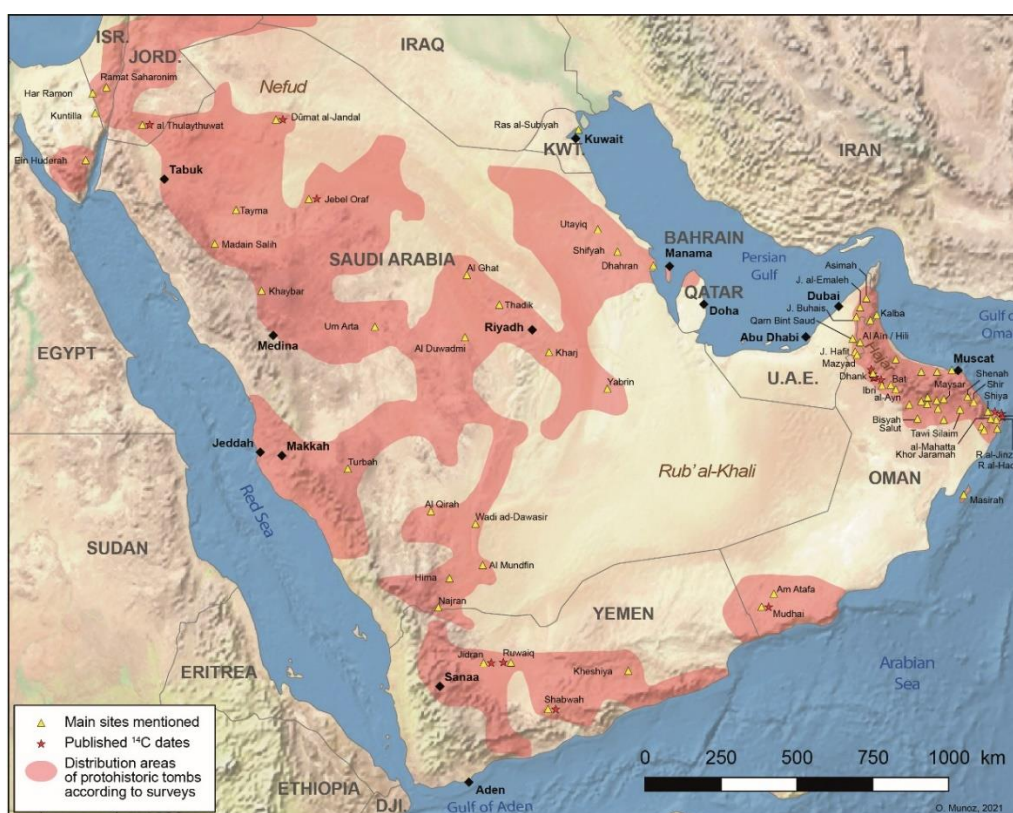 ISR.
JORD.
IRAQ
Ramat Saharonim
Nefud
Har Ramon
Kuntilla
al Thulaythuwat
Dûmat al-Jandal
Ras al-Subiyah
Kuwait
KWT.
IRAN
Ein Huderah
Tabuk
Jebel Oraf
Tayma
Utayiq
Madain Salih
Shifyah
BAHRAIN
Manama
Persian
Gulf
SAUDI ARABIA
Al Ghat
Dhahran
Asimah
J. al-Emaleh
Khaybar
QATAR
Doha
Dubai
J. Buhais
Kalba
Gulf of
Oma
Thadik
Um Arta
Riyadh
Qarn Bint Saud
Medina
Al Duwadmi
Abu Dhabi
Al Ain / Hili
Hajar
EGYPT
Kharj
J. Hafit
Mazyad
Muscat
U.A.E.
Dhank
Bat
Shenah
Maysar
Shir
Yabrin
Ibri
al-Ayn
Shiya
Bisyah
Salut
Tawi Silaim
al-Mahatta
Khor Jaramah
R.al-Jinz
R.al-Had
Jeddah
Makkah
Turbah
Rub' al-Khali
OMAN
Masirah
Red Sea
Al Qirah
Wadi ad-Dawasir
SUDAN
Al Mundfin
Hima
Najran
YEMEN
Am Atafa
Mudhai
ERITREA
Jidran
Ruwaiq
Kheshiya
Arabian
Sea
Sanaa
Shabwah
Main sites mentioned
Published ¹⁴C dates
Distribution areas
of protohistoric tombs
according to surveys
ETHIOPIA
DJI.
Aden
Gulf of Aden
0 250 500 750 1000 km
O. Munoz, 2021